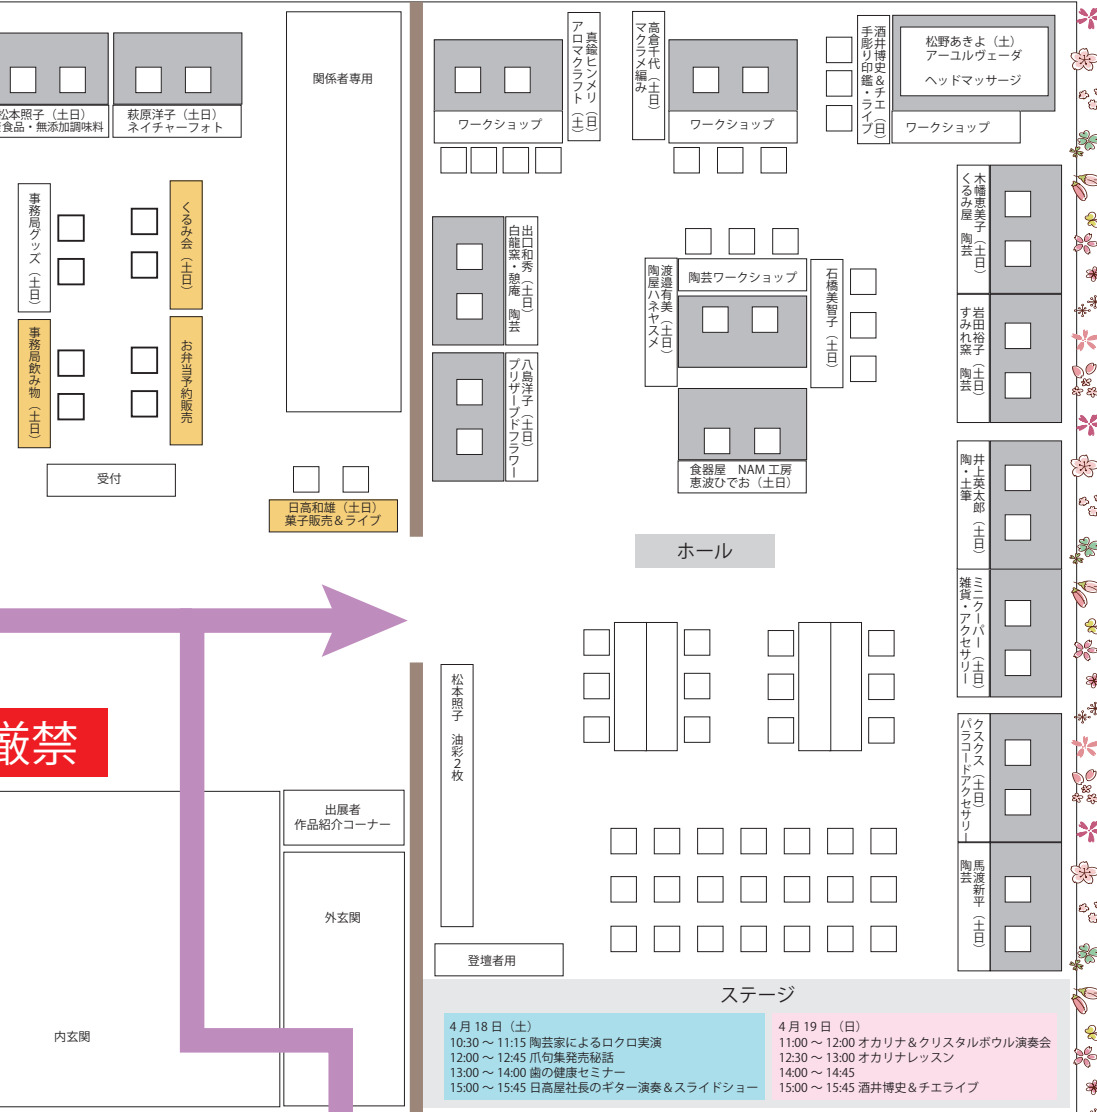 松本照子（土日）
食品・無添加調味料
萩原洋子（土日）
ネイチャーフォト
関係者専用
ワークショップ
真鍮ヒンメリ（日）
アロマクラフト（土）
高倉千代（土日）
マクラメ編み
ワークショップ
酒井博史＆チエ（日）
手彫り印鑑・ライブ
松野あきよ（土）
アーユルヴェーダ
ヘッドマッサージ
ワークショップ
事務局グッズ（土日）
くるみ会（土日）
事務局飲み物（土日）
お弁当予約販売
受付
日高和雄（土日）
菓子販売＆ライブ
出口和秀（土日）
白龍窯・憩庵　陶芸
八島洋子（土日）
プリザーブドフラワー
渡邉有美（土日）
陶屋ハネヤスメ
陶芸ワークショップ
石橋美智子（土日）
食器屋　NAM 工房
恵波ひでお（土日）
木幡恵美子（土日）
くるみ屋　陶芸
岩田裕子（土日）
すみれ窯　陶芸
井上英太郎（土日）
陶・土筆
ミニクーパー（土日）
雑貨・アクセサリー
クスクス（土日）
パラコードアクセサリー
馬渡新平（土日）
陶芸
ホール
松本照子　油彩２枚
厳禁
出展者
作品紹介コーナー
外玄関
内玄関
登壇者用
ステージ
4 月 18 日（土）
10:30 〜 11:15 陶芸家によるロクロ実演
12:00 〜 12:45 爪句集発売秘話
13:00 〜 14:00 歯の健康セミナー
15:00 〜 15:45 日高屋社長のギター演奏＆スライドショー
4 月 19 日（日）
11:00 〜 12:00 オカリナ＆クリスタルボウル演奏会
12:30 〜 13:00 オカリナレッスン
14:00 〜 14:45
15:00 〜 15:45 酒井博史＆チエライブ